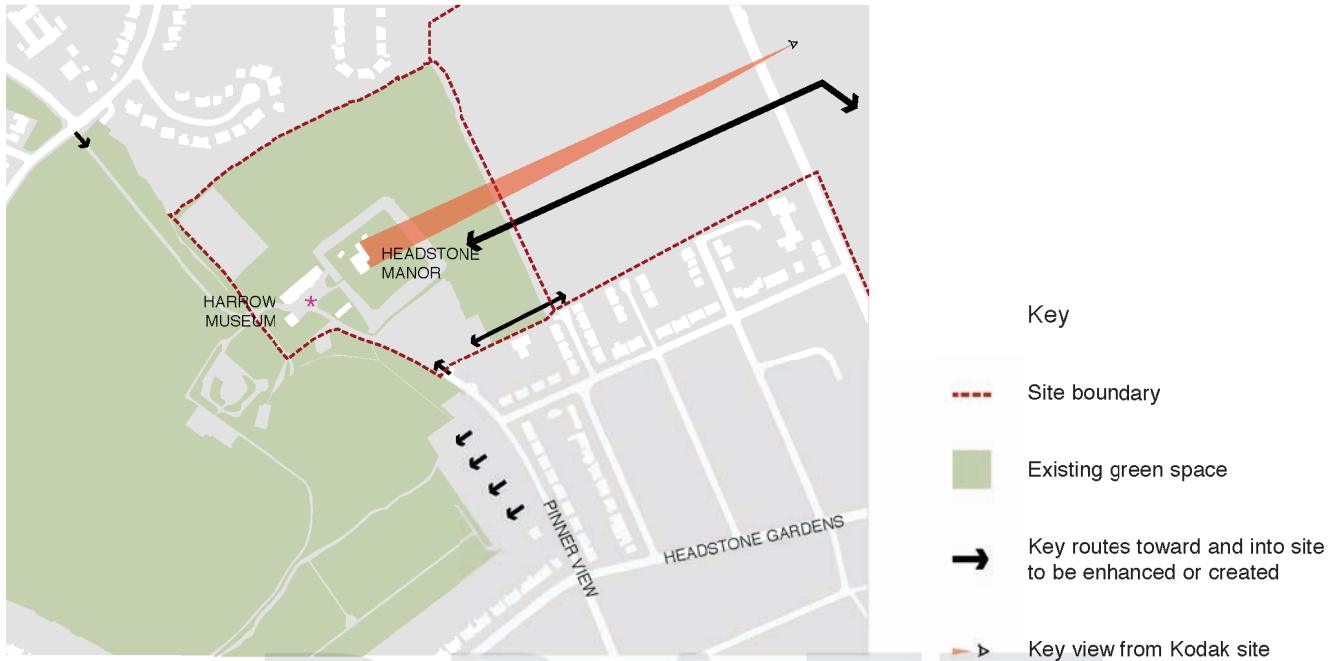 HEADSTONE
MANOR
HARROW
MUSEUM
*
PINNER VIEW
HEADSTONE GARDENS
Key
Site boundary
Existing green space
Key routes toward and into site
to be enhanced or created
Key view from Kodak site